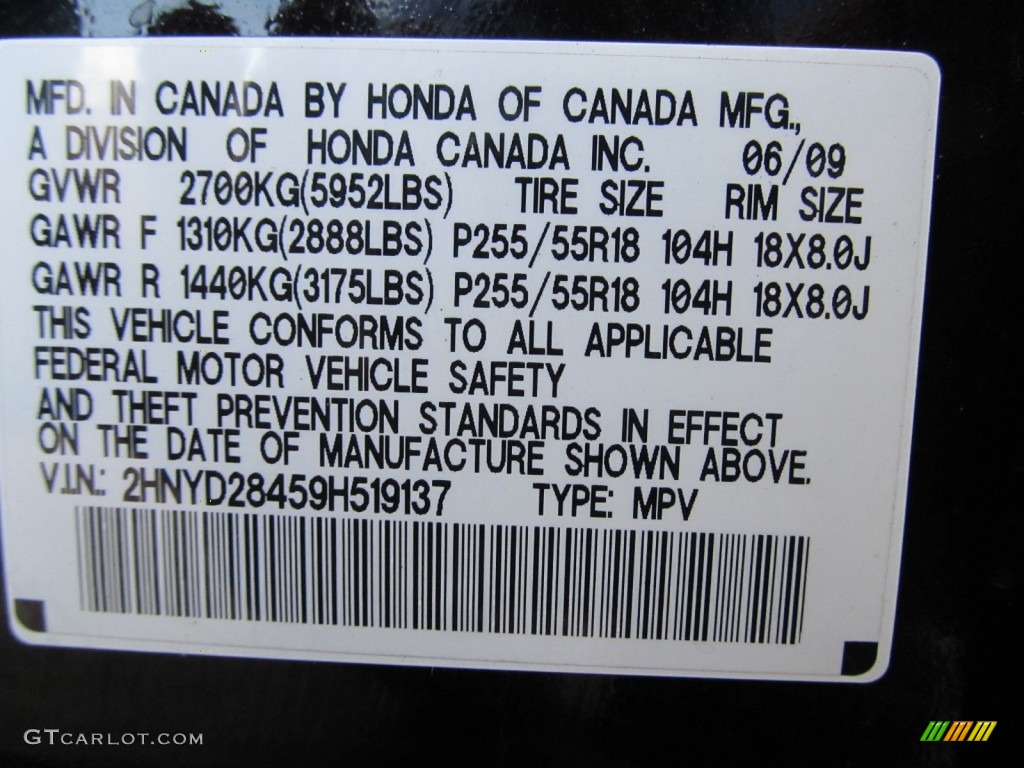 MFD. IN CANADA BY HONDA OF CANADA MFG.,
A DIVISION OF HONDA CANADA INC. 06/09
GVWR 2700KG(5952LBS) TIRE SIZE RIM SIZE
GAWR F 1310KG(2888LBS) P255/55R18 104H 18X8.0J
GAWR R 1440KG(3175LBS) P255/55R18 104H 18X8.0J
THIS VEHICLE CONFORMS TO ALL APPLICABLE
FEDERAL MOTOR VEHICLE SAFETY
AND THEFT PREVENTION STANDARDS IN EFFECT
ON THE DATE OF MANUFACTURE SHOWN ABOVE.
V.I.N.: 2HNYD28459H519137 TYPE: MPV
GTCARLOT.COM